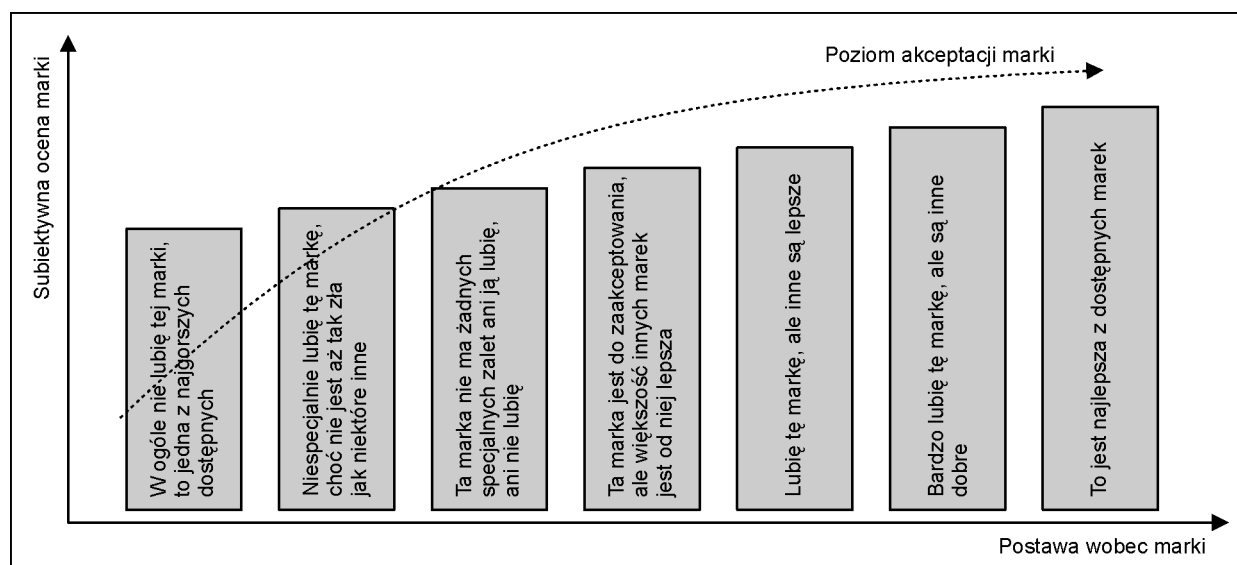 Subiektywna ocena marki
Poziom akceptacji marki
W ogóle nie lubię tej marki,
to jedna z najgorszych
dostępnych
Niespecjalnie lubię tę markę,
choć nie jest aż tak zła
jak niektóre inne
Ta marka nie ma żadnych
specjalnych zalet ani ją lubię,
ani nie lubię
Ta marka jest do zaakceptowania,
ale większość innych marek
jest od niej lepsza
Lubię tę markę, ale inne są lepsze
Bardzo lubię tę markę, ale są inne
dobre
To jest najlepsza z dostępnych marek
Postawa wobec marki